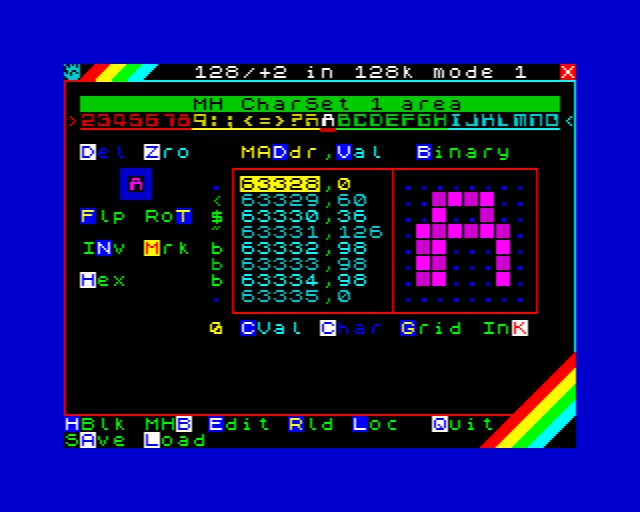 128/+2 in 128k mode 1 X
MH CharSet 1 area
>23456789:;<=>?@ABCDEFGHIJKLMNO<
Del Zro MADdr,Val Binary
A . 63328,0
< 63329,60
Flp RoT $ 63330,36
~ 63331,126
INv Mrk b 63332,98
b 63333,98
Hex b 63334,98
. 63335,0
0 CVal Char Grid InK
HBlk MHB Edit Rld Loc Quit
SAve Load